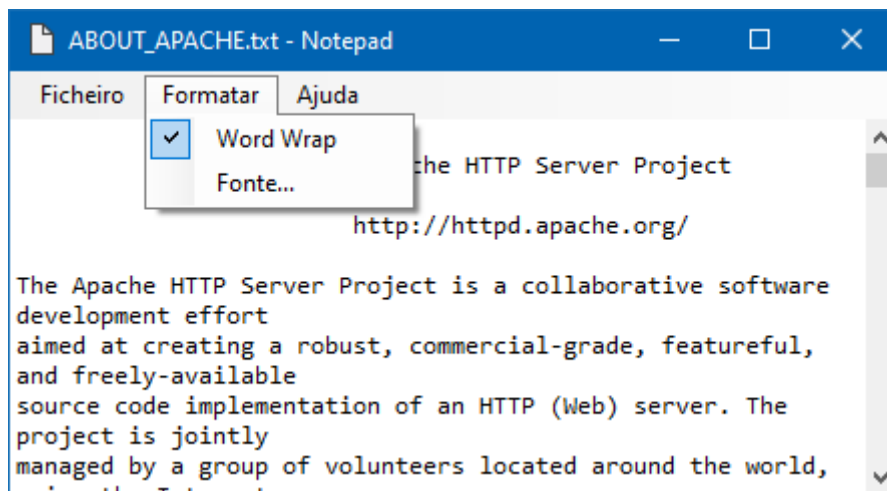 ABOUT_APACHE.txt - Notepad
Ficheiro Formatar Ajuda
Word Wrap
Fonte...
he HTTP Server Project
http://httpd.apache.org/
The Apache HTTP Server Project is a collaborative software
development effort
aimed at creating a robust, commercial-grade, featureful,
and freely-available
source code implementation of an HTTP (Web) server. The
project is jointly
managed by a group of volunteers located around the world,